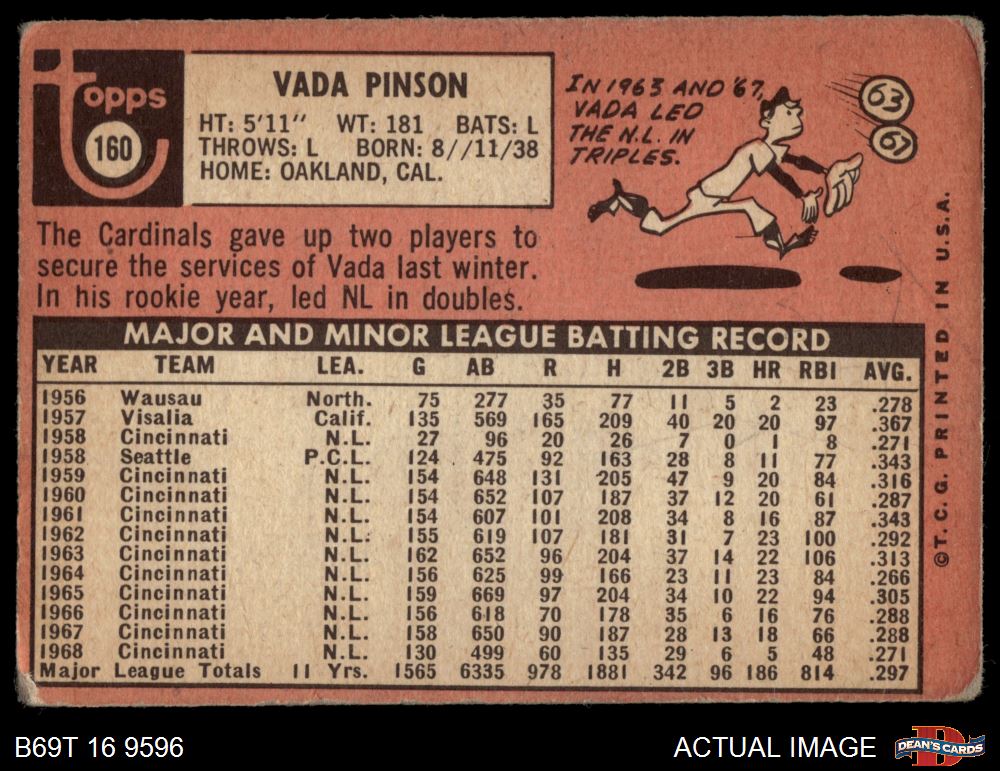 Topps
160
VADA PINSON
HT: 5'11" WT: 181 BATS: L
THROWS: L BORN: 8//11/38
HOME: OAKLAND, CAL.
IN 1963 AND '67,
VADA LED
THE N.L. IN
TRIPLES.
63
67
The Cardinals gave up two players to
secure the services of Vada last winter.
In his rookie year, led NL in doubles.
MAJOR AND MINOR LEAGUE BATTING RECORD
YEAR TEAM LEA. G AB R H 2B 3B HR RBI AVG.
1956 Wausau North. 75 277 35 77 11 5 2 23 .278
1957 Visalia Calif. 135 569 165 209 40 20 20 97 .367
1958 Cincinnati N.L. 27 96 20 26 7 0 1 8 .271
1958 Seattle P.C.L. 124 475 92 163 28 8 11 77 .343
1959 Cincinnati N.L. 154 648 131 205 47 9 20 84 .316
1960 Cincinnati N.L. 154 652 107 187 37 12 20 61 .287
1961 Cincinnati N.L. 154 607 101 208 34 8 16 87 .343
1962 Cincinnati N.L. 155 619 107 181 31 7 23 100 .292
1963 Cincinnati N.L. 162 652 96 204 37 14 22 106 .313
1964 Cincinnati N.L. 156 625 99 166 23 11 23 84 .266
1965 Cincinnati N.L. 159 669 97 204 34 10 22 94 .305
1966 Cincinnati N.L. 156 618 70 178 35 6 16 76 .288
1967 Cincinnati N.L. 158 650 90 187 28 13 18 66 .288
1968 Cincinnati N.L. 130 499 60 135 29 6 5 48 .271
Major League Totals 11 Yrs. 1565 6335 978 1881 342 96 186 814 .297
©T. C. G. PRINTED IN U.S.A.
B69T 16 9596
ACTUAL IMAGE
DEAN'S CARDS